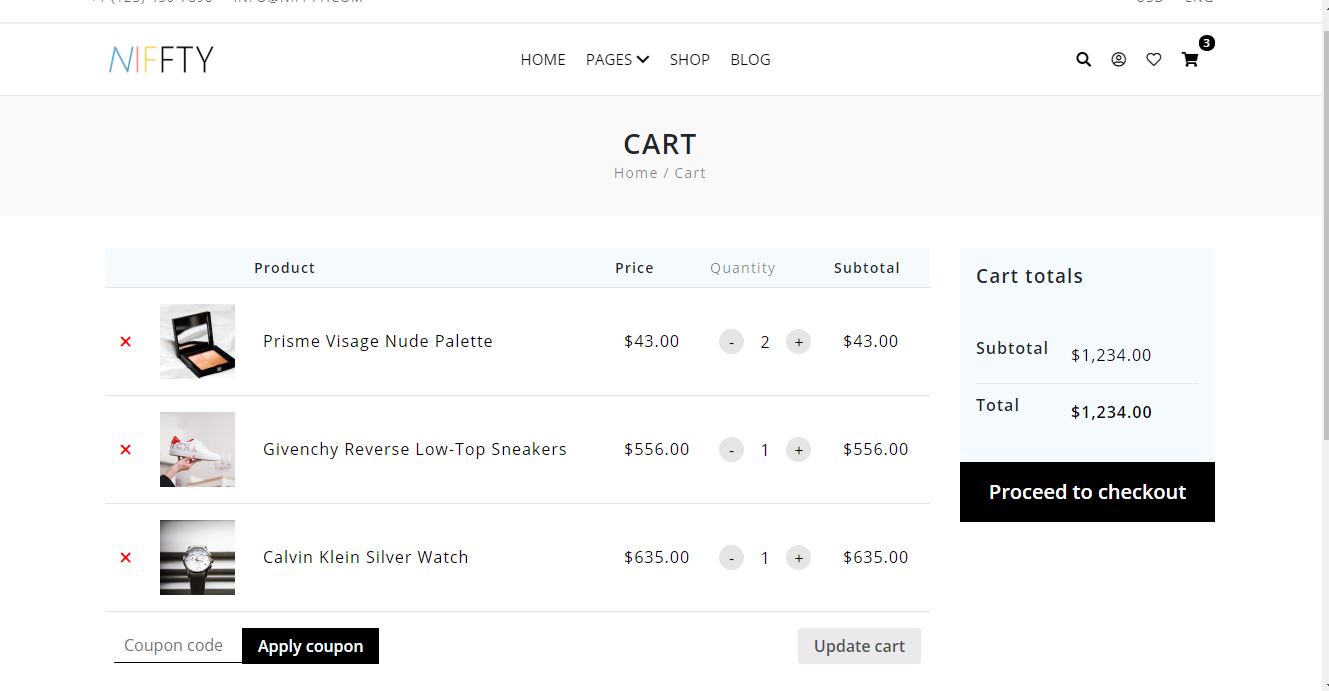 NIFFTY
HOME PAGES SHOP BLOG
3
CART
Home / Cart
Product Price Quantity Subtotal
Prisme Visage Nude Palette $43.00 - 2 + $43.00
Givenchy Reverse Low-Top Sneakers $556.00 - 1 + $556.00
Calvin Klein Silver Watch $635.00 - 1 + $635.00
Coupon code Apply coupon Update cart
Cart totals
Subtotal $1,234.00
Total $1,234.00
Proceed to checkout